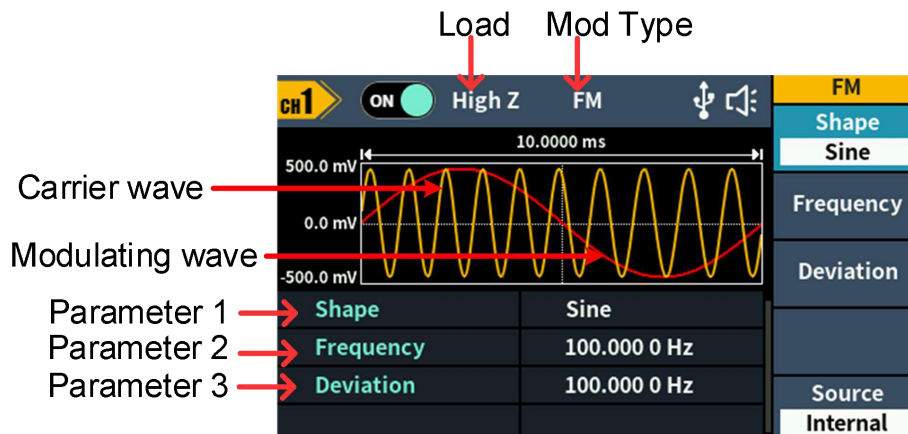 Load Mod Type
CH1 ON High Z FM
FM
Shape
Sine
Frequency
Deviation
Source
Internal
10.0000 ms
500.0 mV
0.0 mV
-500.0 mV
Carrier wave
Modulating wave
Parameter 1 Shape Sine
Parameter 2 Frequency 100.000 0 Hz
Parameter 3 Deviation 100.000 0 Hz